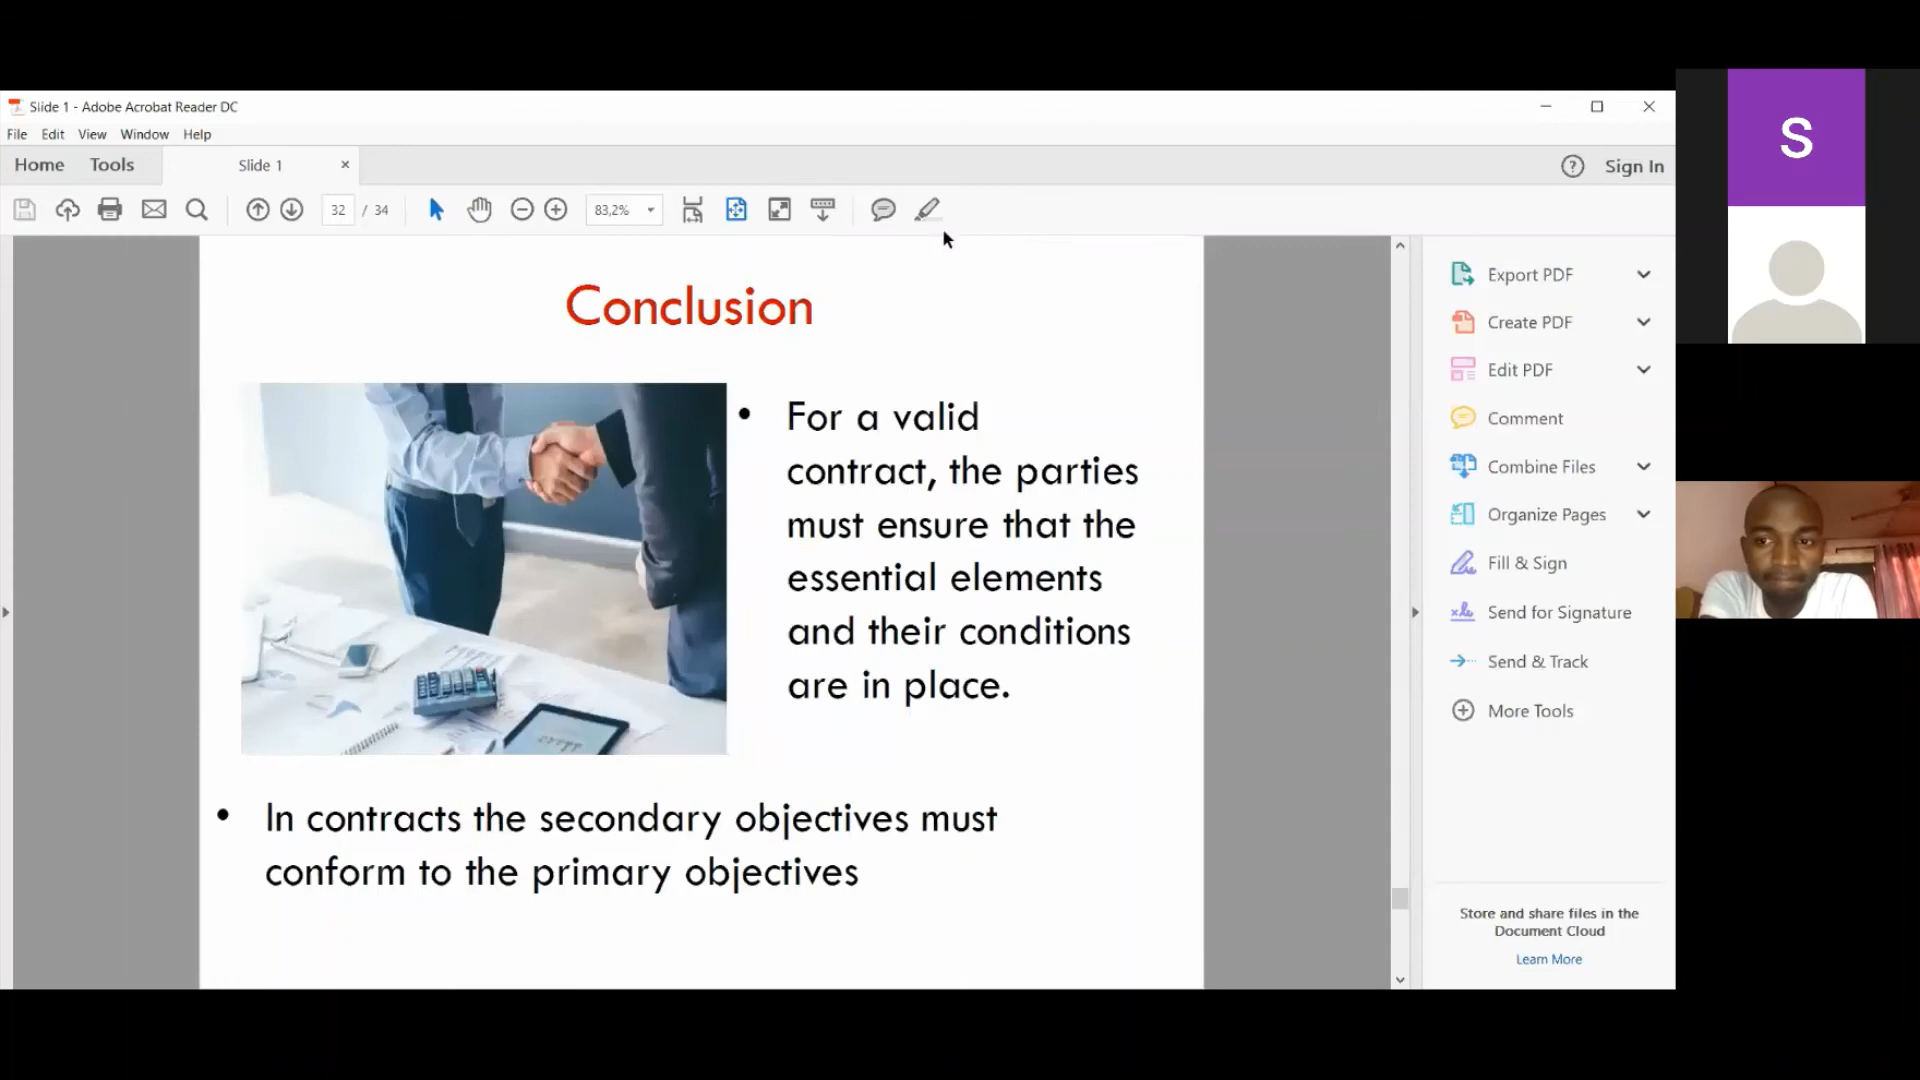 Slide 1 - Adobe Acrobat Reader DC
File Edit View Window Help
Home Tools Slide 1 Sign In
32 / 34 83,2%
Conclusion
• For a valid
contract, the parties
must ensure that the
essential elements
and their conditions
are in place.
• In contracts the secondary objectives must
conform to the primary objectives
Export PDF
Create PDF
Edit PDF
Comment
Combine Files
Organize Pages
Fill & Sign
Send for Signature
Send & Track
More Tools
Store and share files in the
Document Cloud
Learn More
S